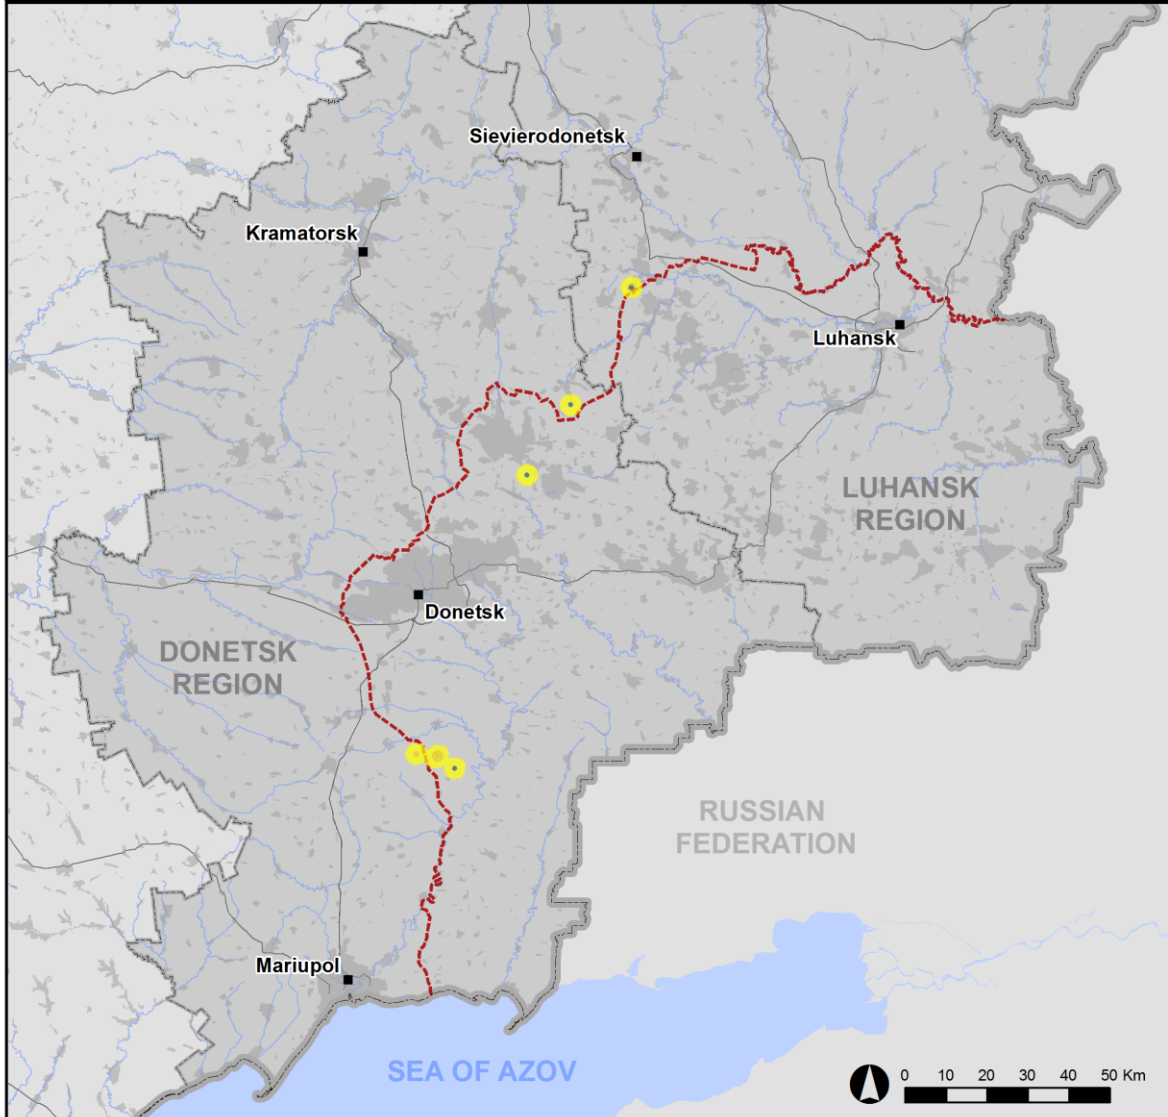 Sievierodonetsk
Kramatorsk
Luhansk
LUHANSK
REGION
Donetsk
DONETSK
REGION
RUSSIAN
FEDERATION
Mariupol
SEA OF AZOV
0 10 20 30 40 50 Km